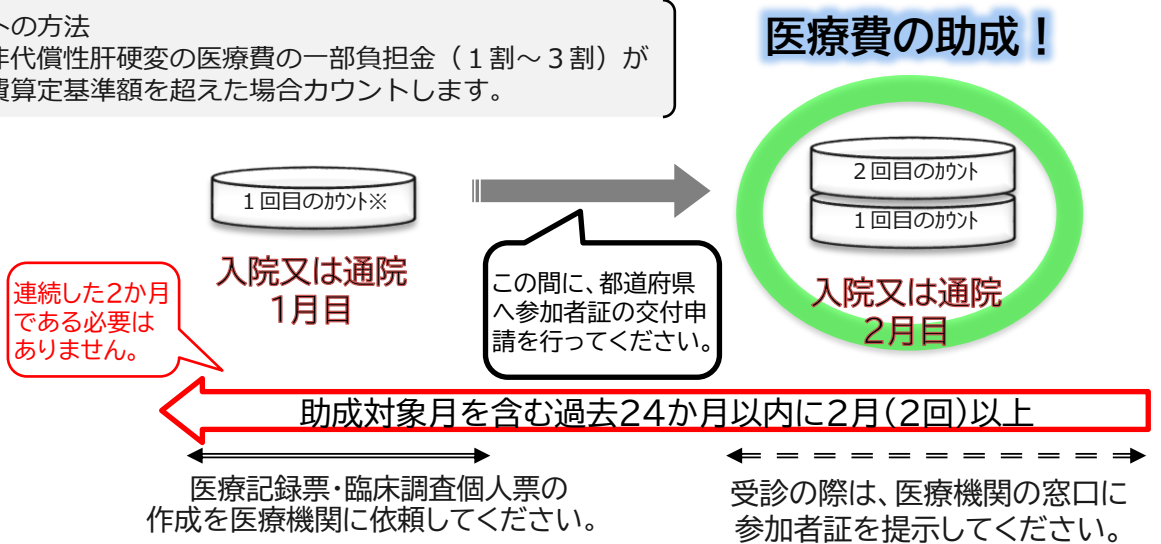 トの方法
非代償性肝硬変の医療費の一部負担金（1割～3割）が
費算定基準額を超えた場合カウントします。
医療費の助成！
1回目のカウント※
2回目のカウント
1回目のカウント
入院又は通院
1月目
入院又は通院
2月目
連続した2か月
である必要は
ありません。
この間に、都道府県
へ参加者証の交付申
請を行ってください。
助成対象月を含む過去24か月以内に2月(2回)以上
医療記録票・臨床調査個人票の
作成を医療機関に依頼してください。
受診の際は、医療機関の窓口に
参加者証を提示してください。